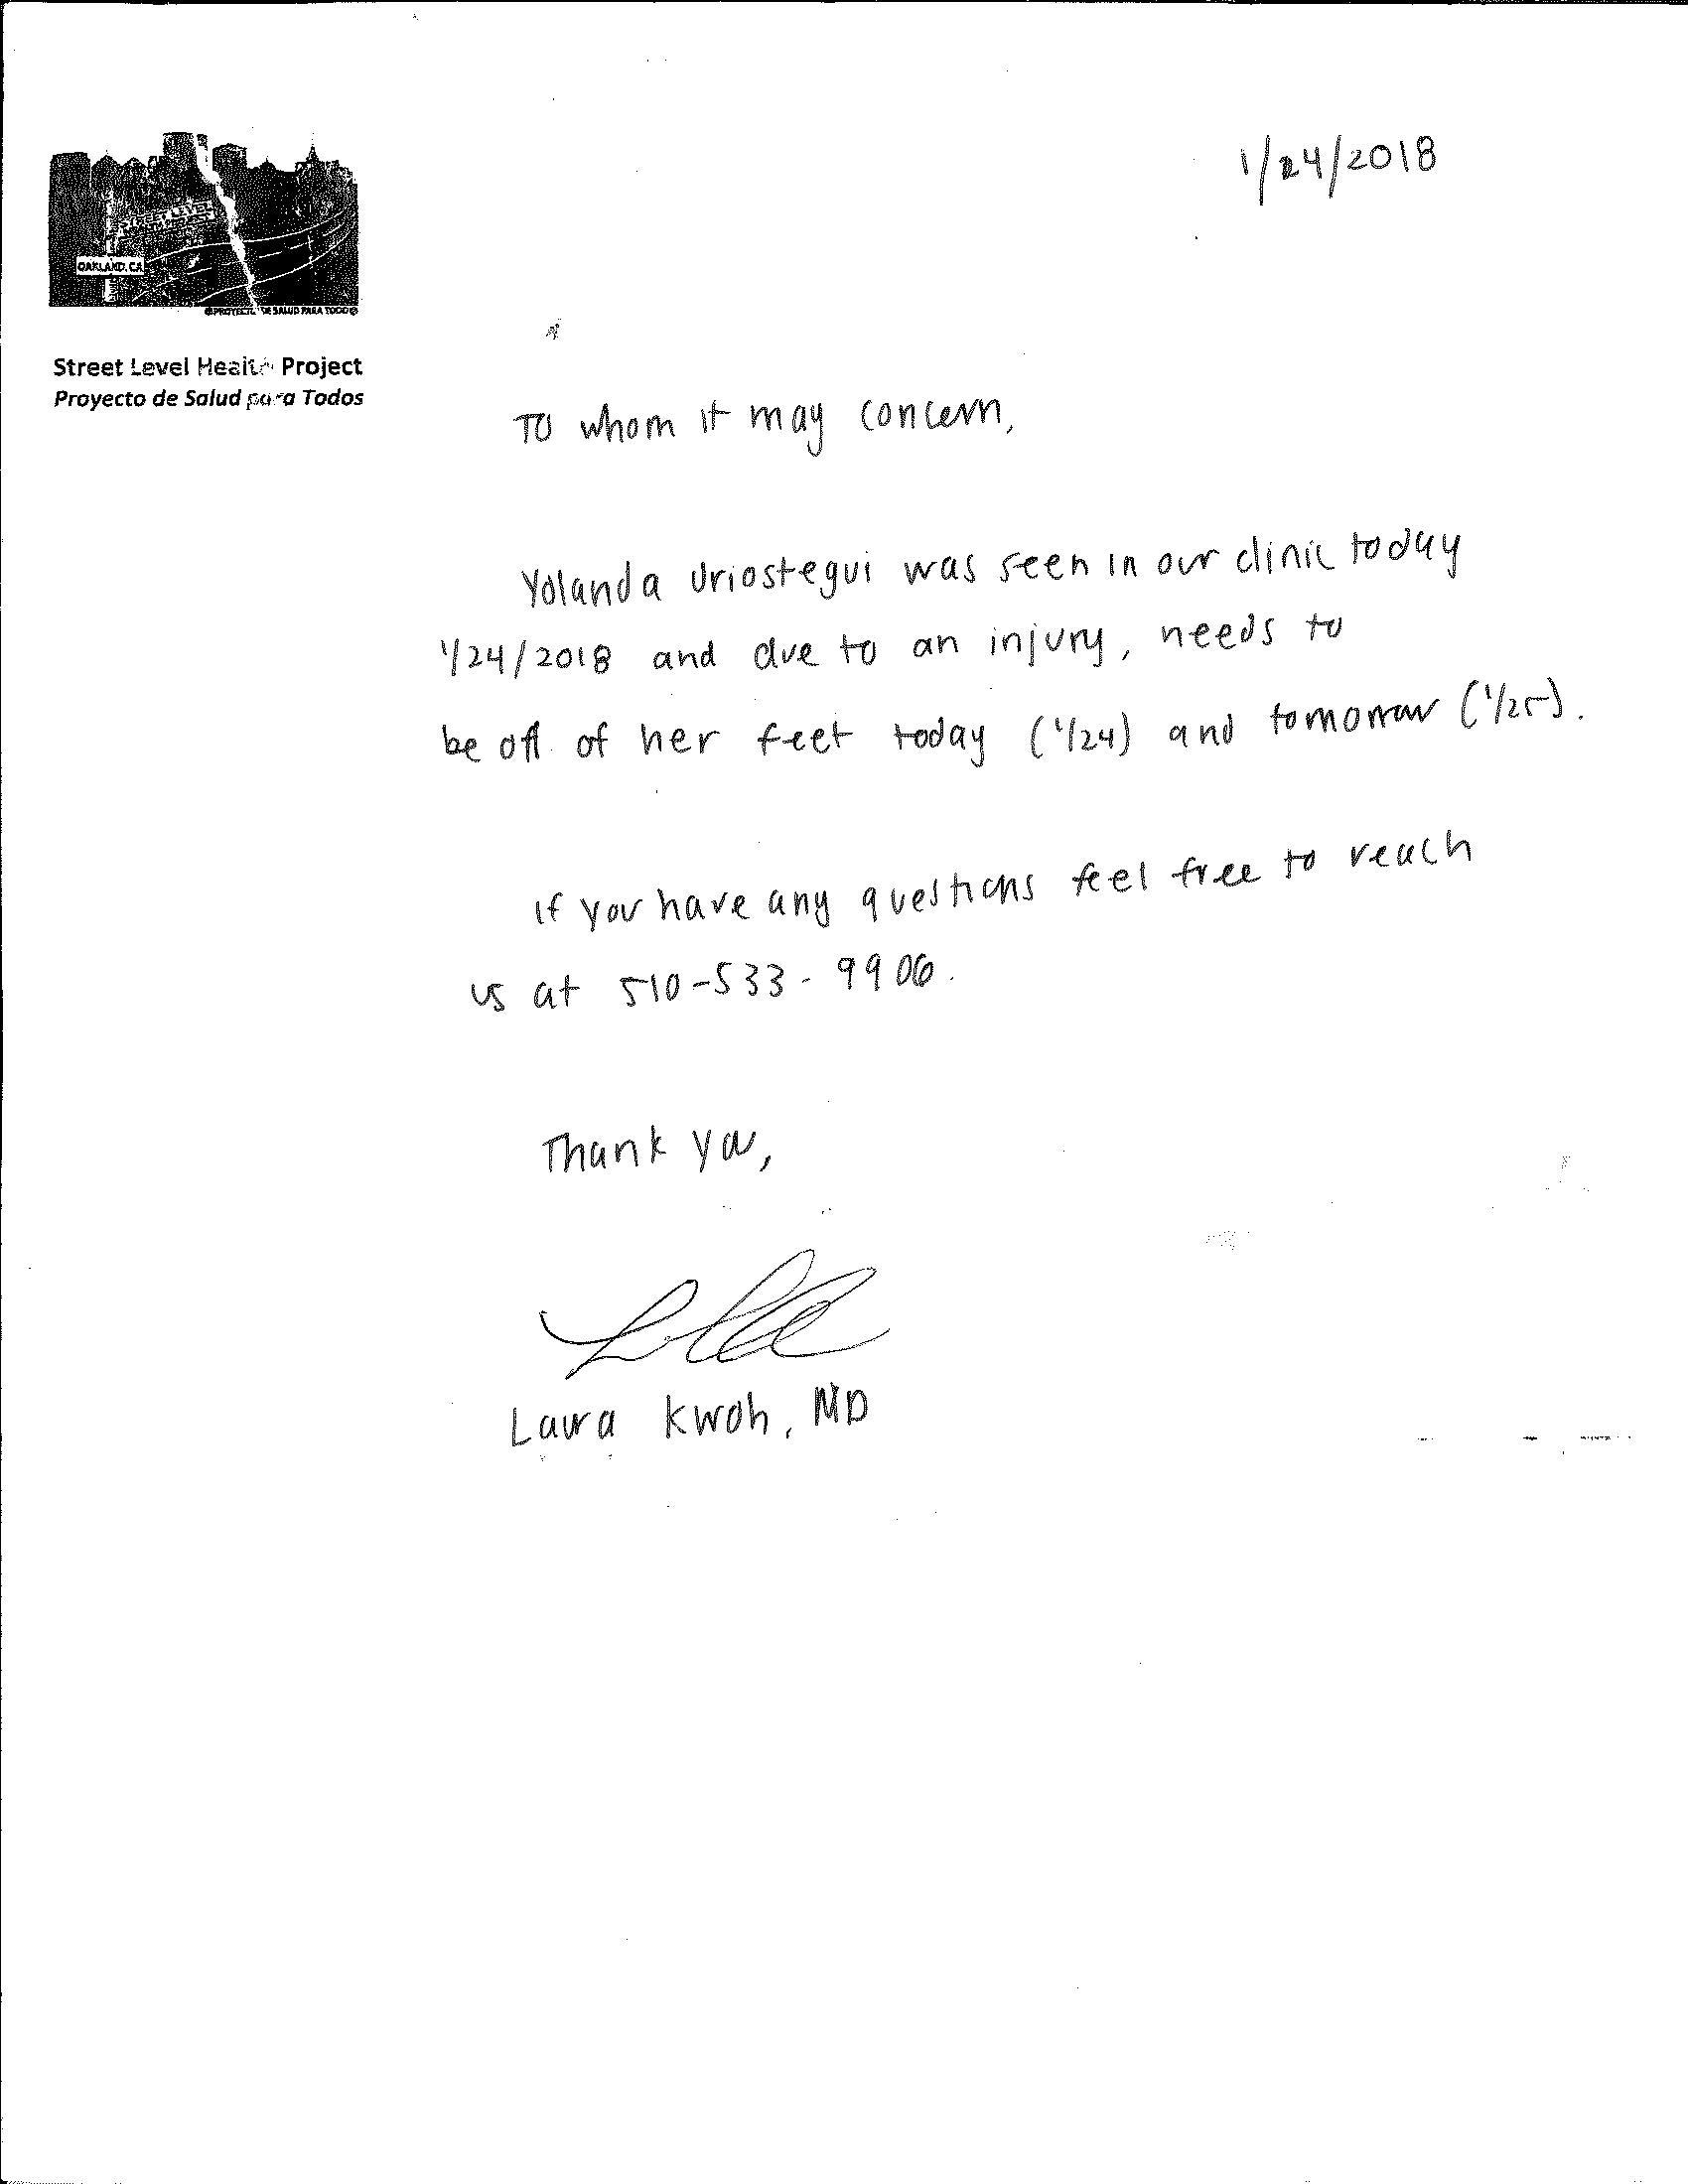 1/24/2018
STREET LEVEL
HEALTH PROJECT
OAKLAND, CA
PROYECTO DE SALUD PARA TODOS
Street Level Health Project
Proyecto de Salud para Todos
To whom it may concern,
Yolanda Uriostegui was seen in our clinic today
1/24/2018 and due to an injury, needs to
be off of her feet today (1/24) and tomorrow (1/25).
If you have any questions feel free to reach
us at 510-533-9906.
Thank you,
Laura Kwoh, MD